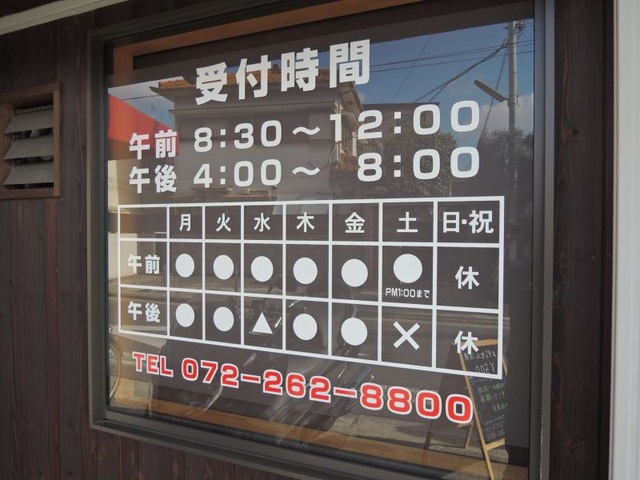 受付時間
午前 8:30～12:00
午後 4:00～ 8:00
月 火 水 木 金 土 日・祝
午前 ● ● ● ● ● ● PM1:00まで 休
午後 ● ● ▲ ● ● × 休
TEL 072-262-8800